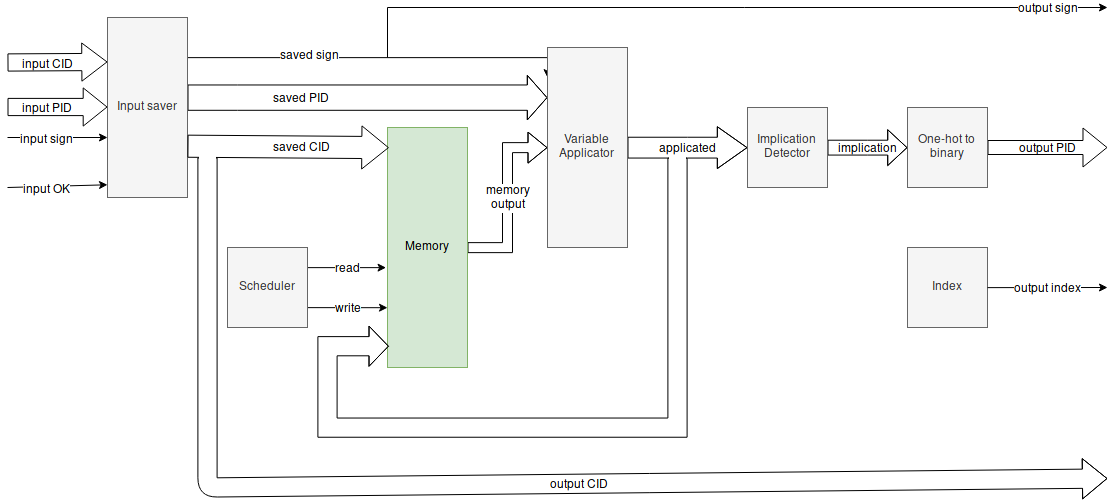 output sign
saved sign
input CID
Input saver
saved PID
input PID
input sign
saved CID
Variable
Applicator
applicated
Implication
Detector
implication
One-hot to
binary
output PID
input OK
memory
output
Memory
read
Scheduler
write
Index
output index
output CID